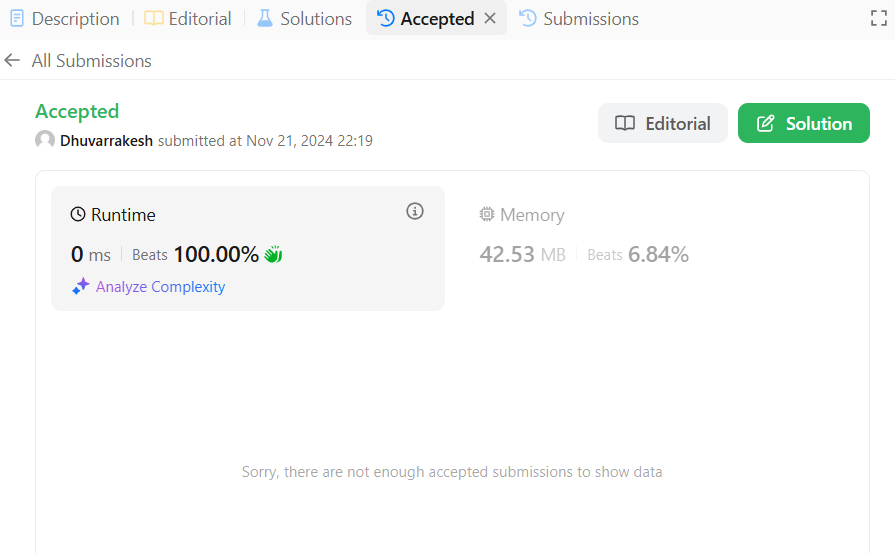 Description Editorial Solutions Accepted Submissions
All Submissions
Accepted
Dhuvarrakesh submitted at Nov 21, 2024 22:19
Editorial Solution
Runtime
0 ms Beats 100.00%
Analyze Complexity
Memory
42.53 MB Beats 6.84%
Sorry, there are not enough accepted submissions to show data